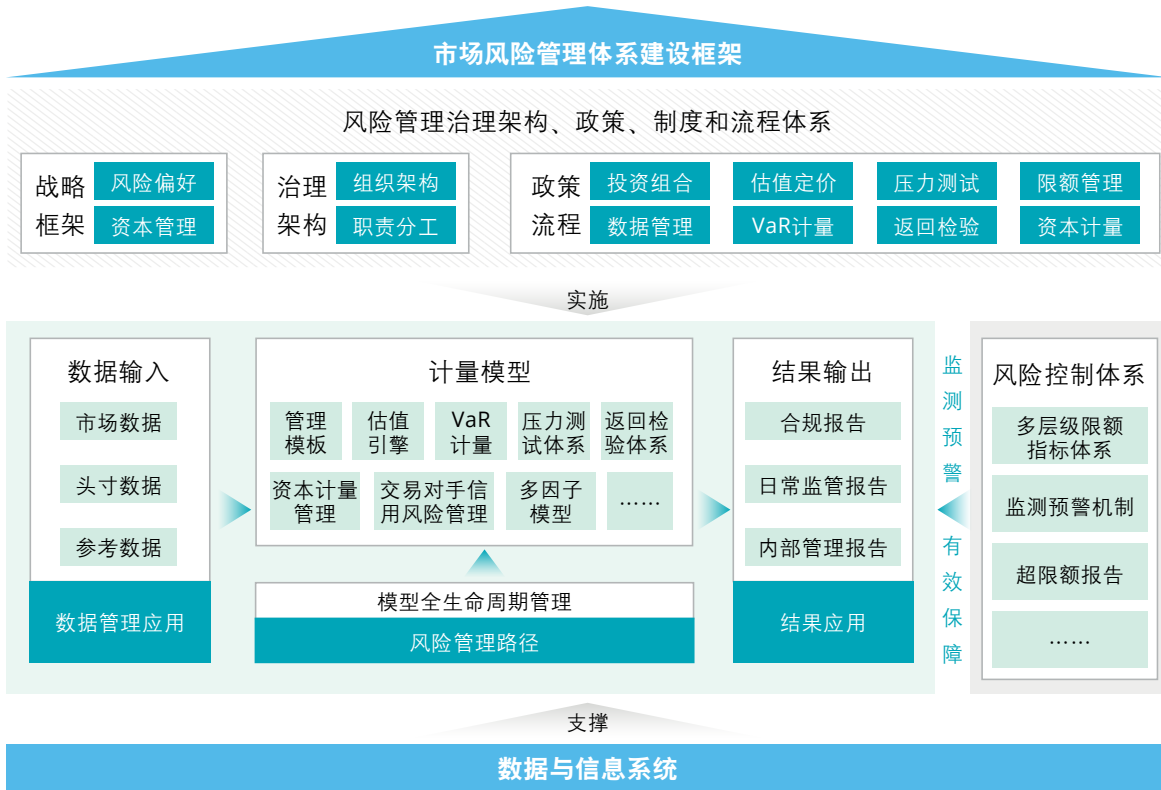 市场风险管理体系建设框架
风险管理治理架构、政策、制度和流程体系
战略
框架
风险偏好
资本管理
治理
架构
组织架构
职责分工
政策
流程
投资组合
估值定价
压力测试
限额管理
数据管理
VaR计量
返回检验
资本计量
实施
数据输入
市场数据
头寸数据
参考数据
数据管理应用
计量模型
管理
模板
估值
引擎
VaR
计量
压力测
试体系
返回检
验体系
资本计量
管理
交易对手信
用风险管理
多因子
模型
……
模型全生命周期管理
风险管理路径
结果输出
合规报告
日常监管报告
内部管理报告
结果应用
监
测
预
警
有
效
保
障
风险控制体系
多层级限额
指标体系
监测预警机制
超限额报告
……
支撑
数据与信息系统